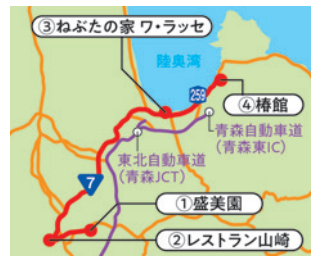 ③ねぶたの家 ワ・ラッセ
陸奥湾
259
④椿館
青森自動車道
(青森東IC)
東北自動車道
(青森JCT)
7
①盛美園
②レストラン山崎